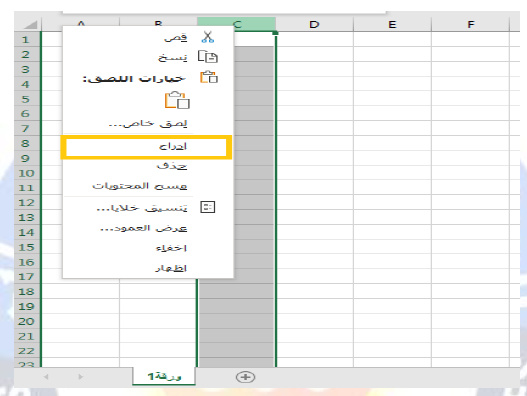 A B C D E F
1
2
3
4
5
6
7
8
9
10
11
12
13
14
15
16
17
18
19
20
21
22
23
قص
نسخ
خيارات اللصق:
لصق خاص...
ادراج
حذف
مسح المحتويات
تنسيق خلايا...
عرض العمود...
اخفاء
اظهار
ورقة1